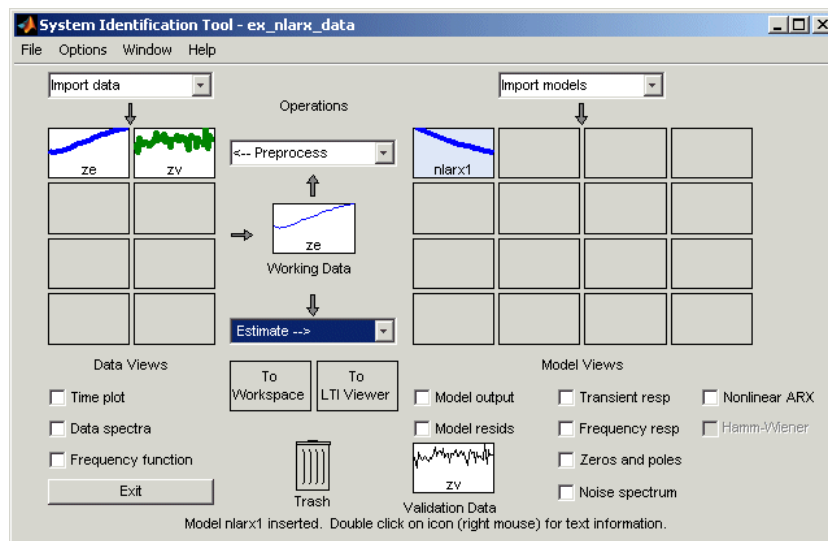 System Identification Tool - ex_nlarx_data
File Options Window Help
Import data
Import models
Operations
ze
zv
<-- Preprocess
nlarx1
ze
Working Data
Estimate -->
Data Views
Model Views
To Workspace
To LTI Viewer
Time plot
Data spectra
Frequency function
Model output
Model resids
Transient resp
Frequency resp
Zeros and poles
Noise spectrum
Nonlinear ARX
Hamm-Wiener
Exit
Trash
zv
Validation Data
Model nlarx1 inserted. Double click on icon (right mouse) for text information.